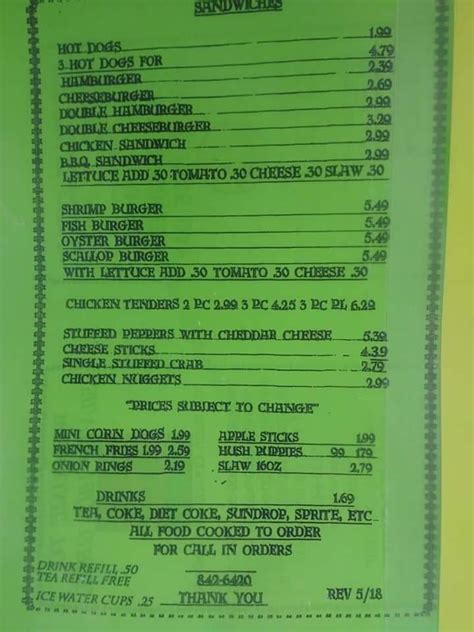 SANDWICHES
HOT DOGS 1.99
3 HOT DOGS FOR 4.79
HAMBURGER 2.39
CHEESEBURGER 2.69
DOUBLE HAMBURGER 2.99
DOUBLE CHEESEBURGER 3.29
CHICKEN SANDWICH 2.99
B.B.Q. SANDWICH 2.99
LETTUCE ADD .30 TOMATO .30 CHEESE .30 SLAW .30
SHRIMP BURGER 5.49
FISH BURGER 5.49
OYSTER BURGER 5.49
SCALLOP BURGER 5.49
WITH LETTUCE ADD .30 TOMATO .30 CHEESE .30
CHICKEN TENDERS 2 PC 2.99 3 PC 4.25 3 PC PL 6.29
STUFFED PEPPERS WITH CHEDDAR CHEESE 5.39
CHEESE STICKS 4.39
SINGLE STUFFED CRAB 2.79
CHICKEN NUGGETS 2.99
"PRICES SUBJECT TO CHANGE"
MINI CORN DOGS 1.99 APPLE STICKS 1.99
FRENCH FRIES 1.99 2.59 HUSH PUPPIES 99 179
ONION RINGS 2.19 SLAW 16OZ 2.79
DRINKS 1.69
TEA, COKE, DIET COKE, SUNDROP, SPRITE, ETC
ALL FOOD COOKED TO ORDER
FOR CALL IN ORDERS
DRINK REFILL .50
TEA REFILL FREE 842-6420
ICE WATER CUPS .25 THANK YOU REV 5/18